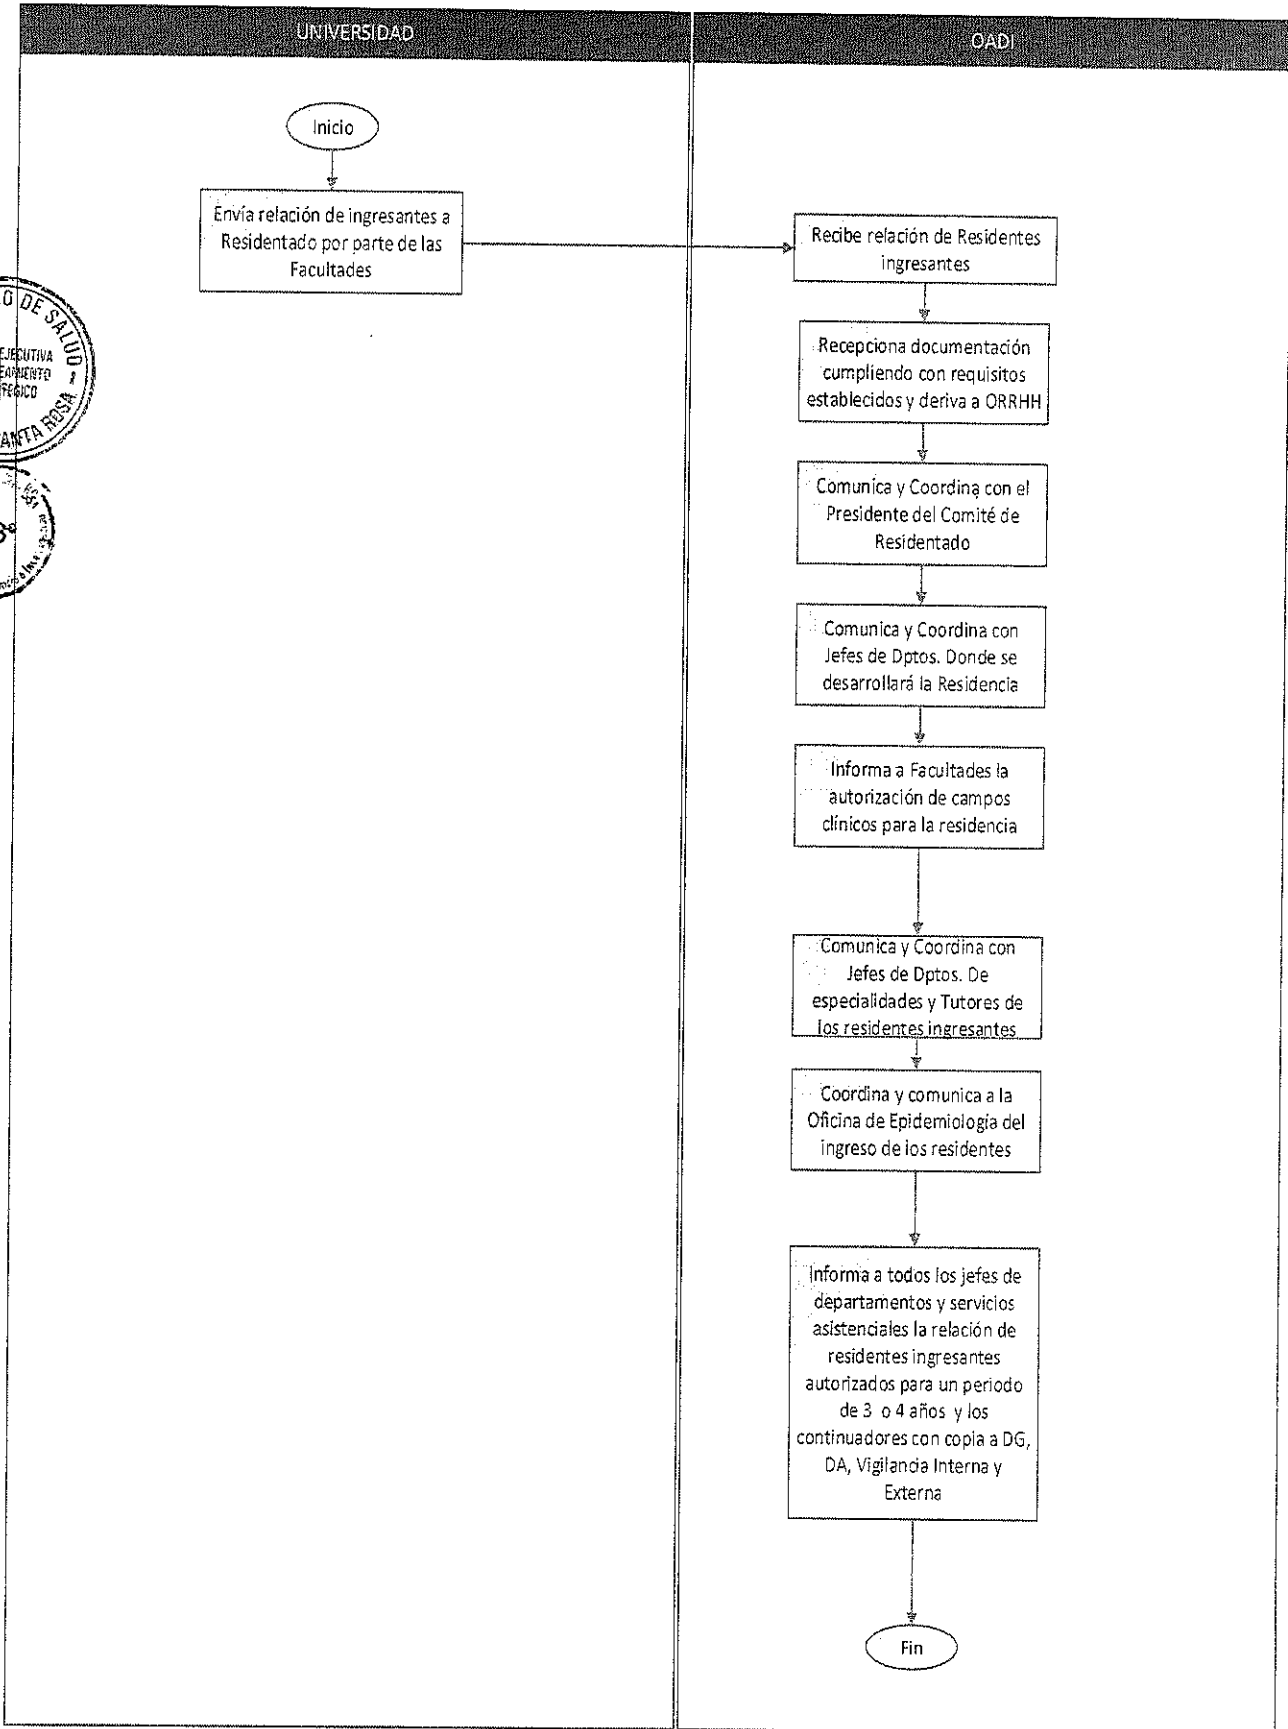 UNIVERSIDAD
OADI
Inicio
Envía relación de ingresantes a
Residentado por parte de las
Facultades
Recibe relación de Residentes
ingresantes
Recepciona documentación
cumpliendo con requisitos
establecidos y deriva a ORRHH
Comunica y Coordina con el
Presidente del Comité de
Residentado
Comunica y Coordina con
Jefes de Dptos. Donde se
desarrollará la Residencia
Informa a Facultades la
autorización de campos
clínicos para la residencia
Comunica y Coordina con
Jefes de Dptos. De
especialidades y Tutores de
los residentes ingresantes
Coordina y comunica a la
Oficina de Epidemiología del
ingreso de los residentes
Informa a todos los jefes de
departamentos y servicios
asistenciales la relación de
residentes ingresantes
autorizados para un periodo
de 3 o 4 años y los
continuadores con copia a DG,
DA, Vigilancia Interna y
Externa
Fin
O DE SALUD
EJECUTIVA
SANTA ROSA